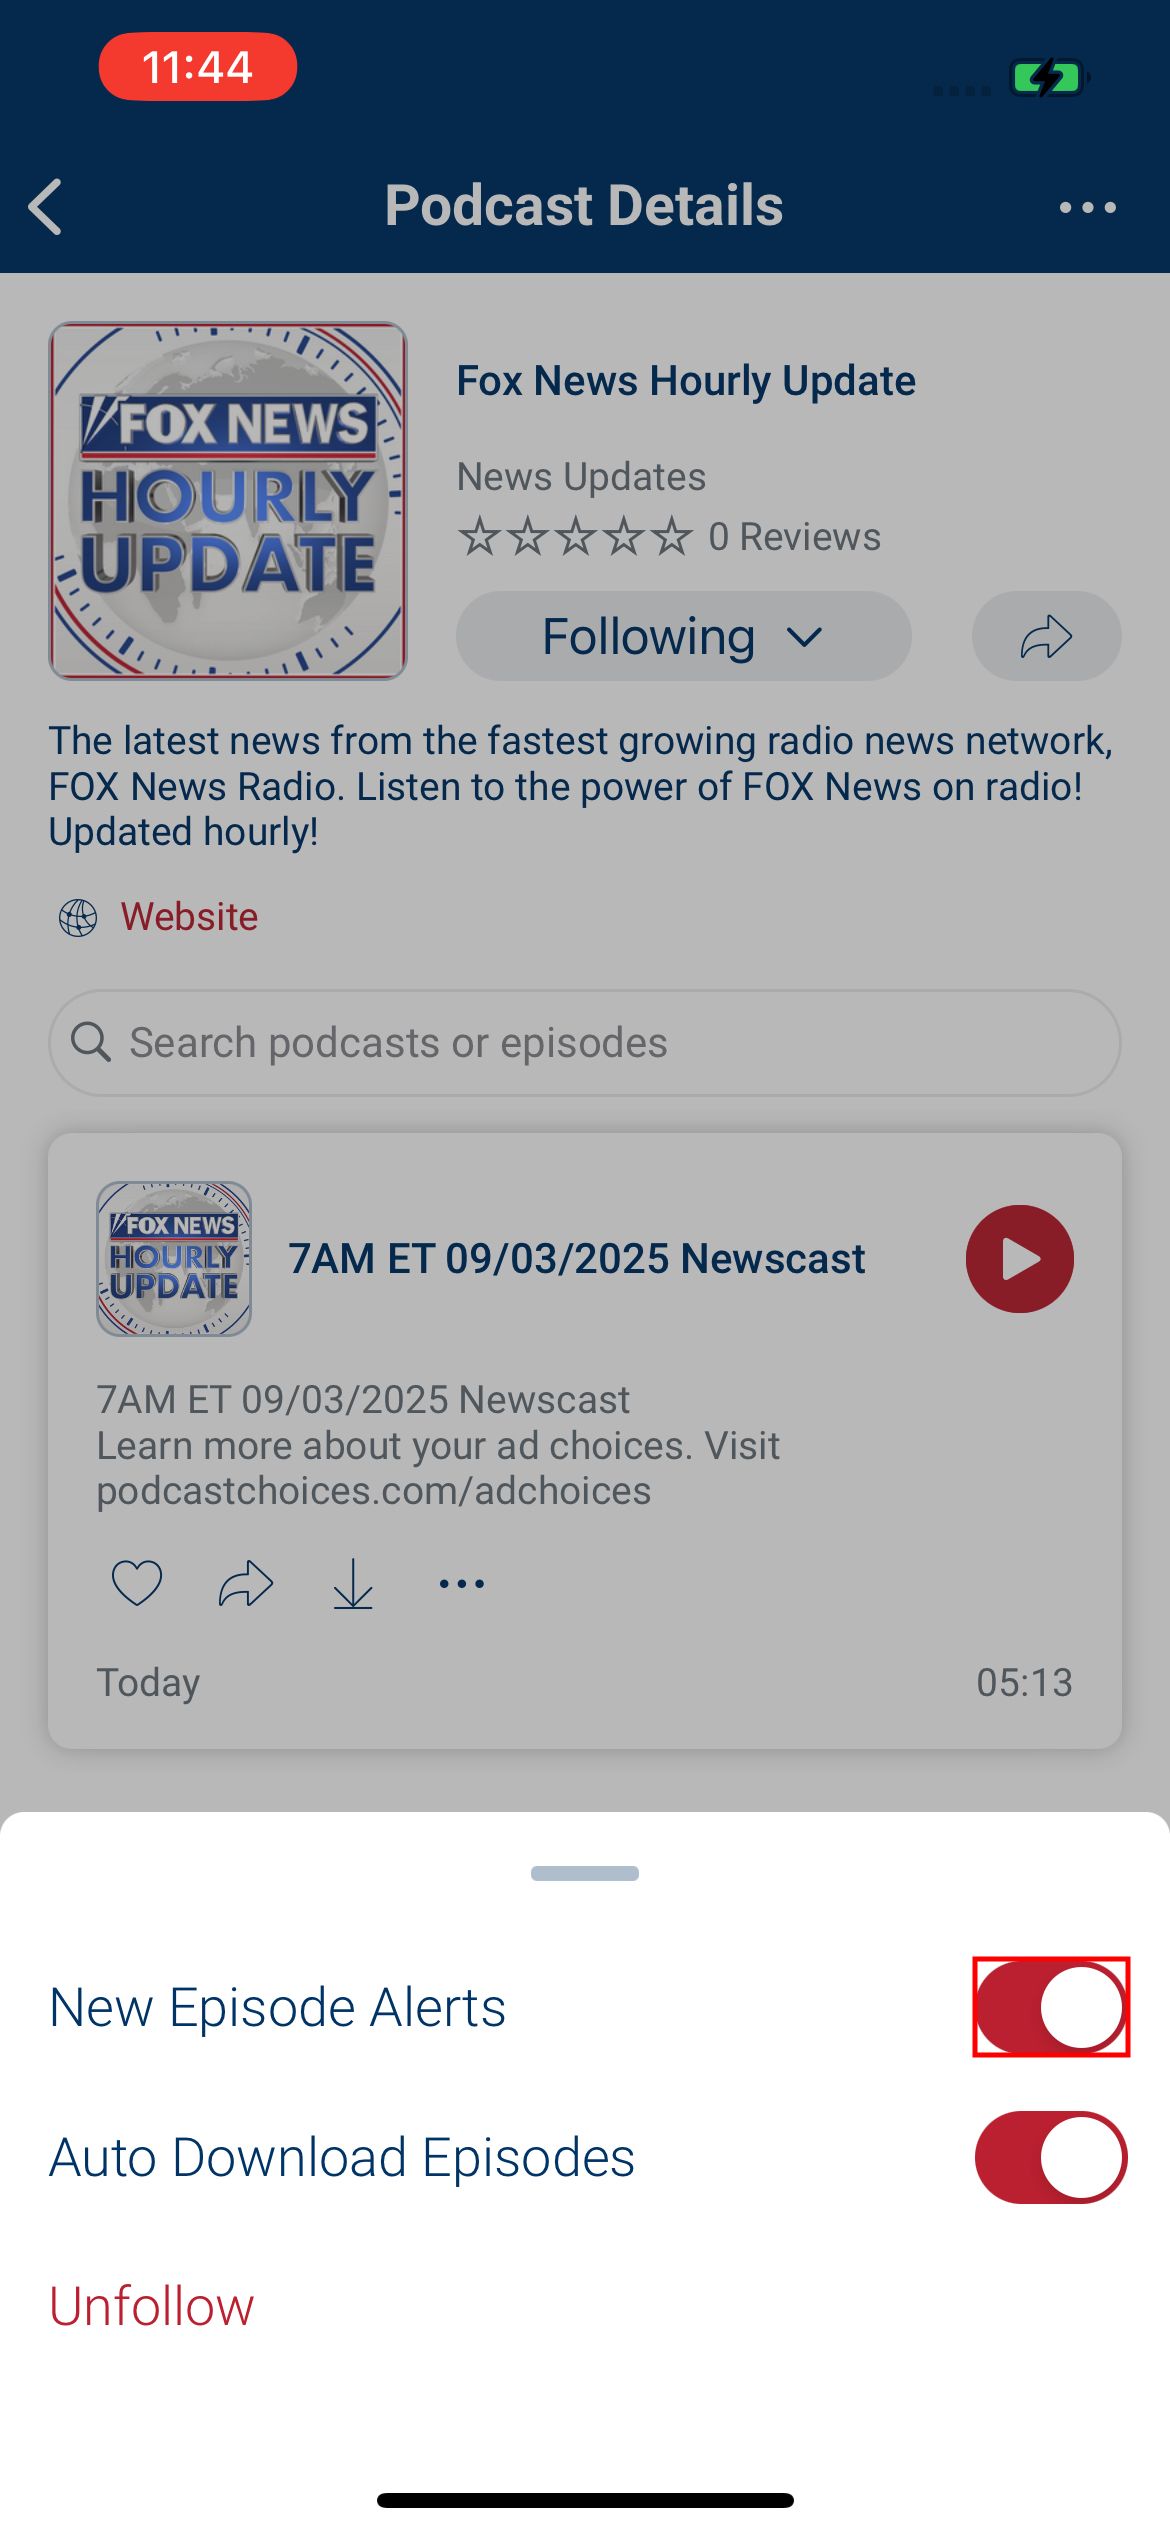 11:44
Podcast Details
FOX NEWS
HOURLY
UPDATE
Fox News Hourly Update
News Updates
0 Reviews
Following
The latest news from the fastest growing radio news network,
FOX News Radio. Listen to the power of FOX News on radio!
Updated hourly!
Website
Search podcasts or episodes
FOX NEWS
HOURLY
UPDATE
7AM ET 09/03/2025 Newscast
7AM ET 09/03/2025 Newscast
Learn more about your ad choices. Visit
podcastchoices.com/adchoices
Today
05:13
New Episode Alerts
Auto Download Episodes
Unfollow